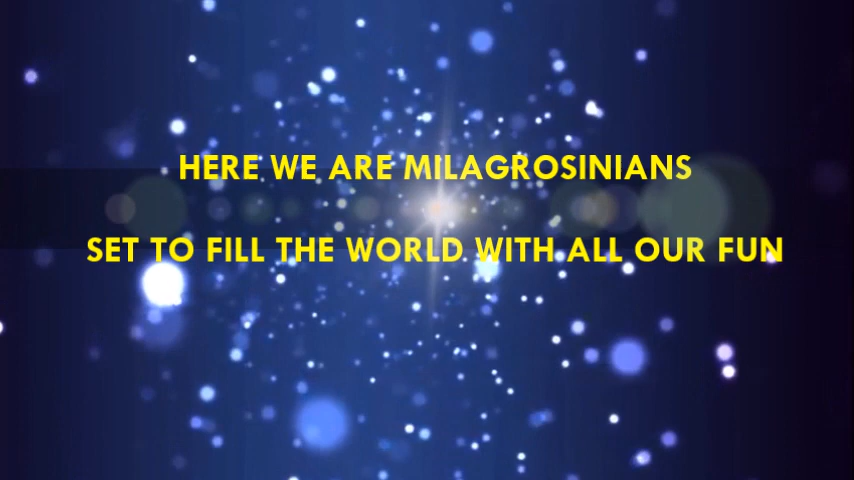 HERE WE ARE MILAGROSINIANS
SET TO FILL THE WORLD WITH ALL OUR FUN